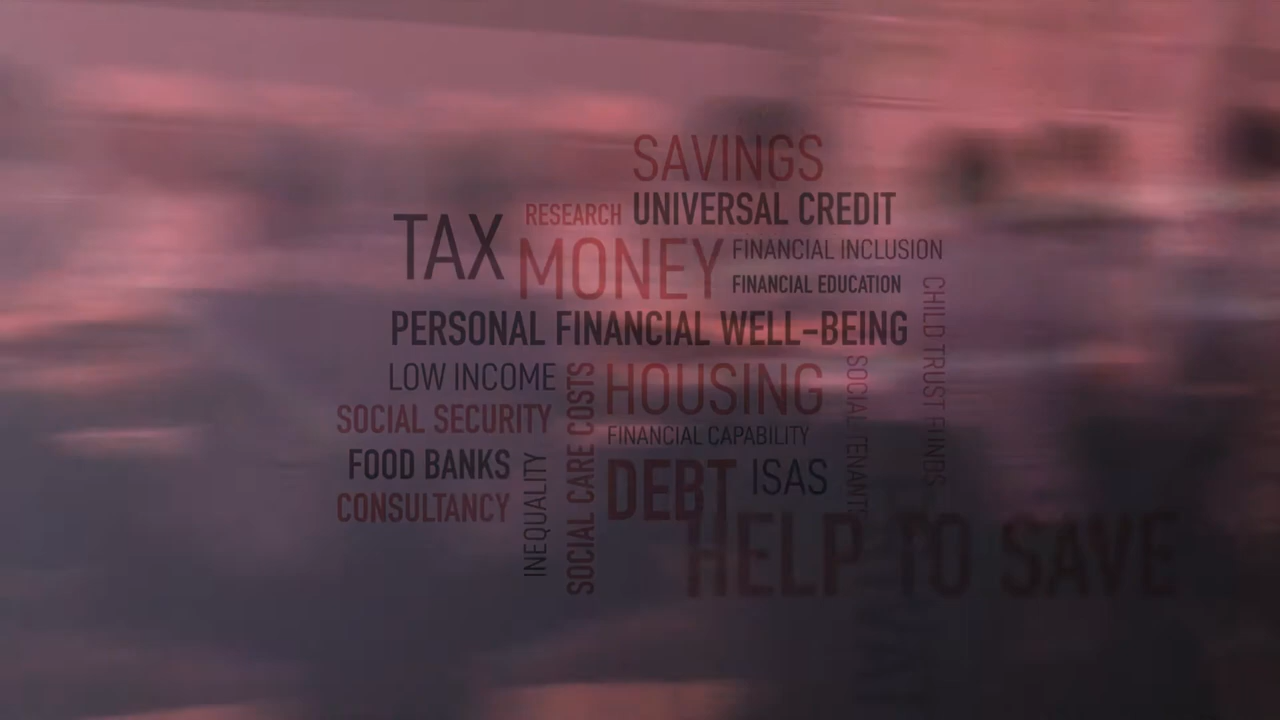 SAVINGS
RESEARCH
UNIVERSAL CREDIT
TAX
MONEY
FINANCIAL INCLUSION
FINANCIAL EDUCATION
CHILD TRUST FUNDS
PERSONAL FINANCIAL WELL-BEING
LOW INCOME
SOCIAL CARE COSTS
HOUSING
SOCIAL TENANT
SOCIAL SECURITY
FINANCIAL CAPABILITY
FOOD BANKS
INEQUALITY
DEBT
ISAS
CONSULTANCY
HELP TO SAVE